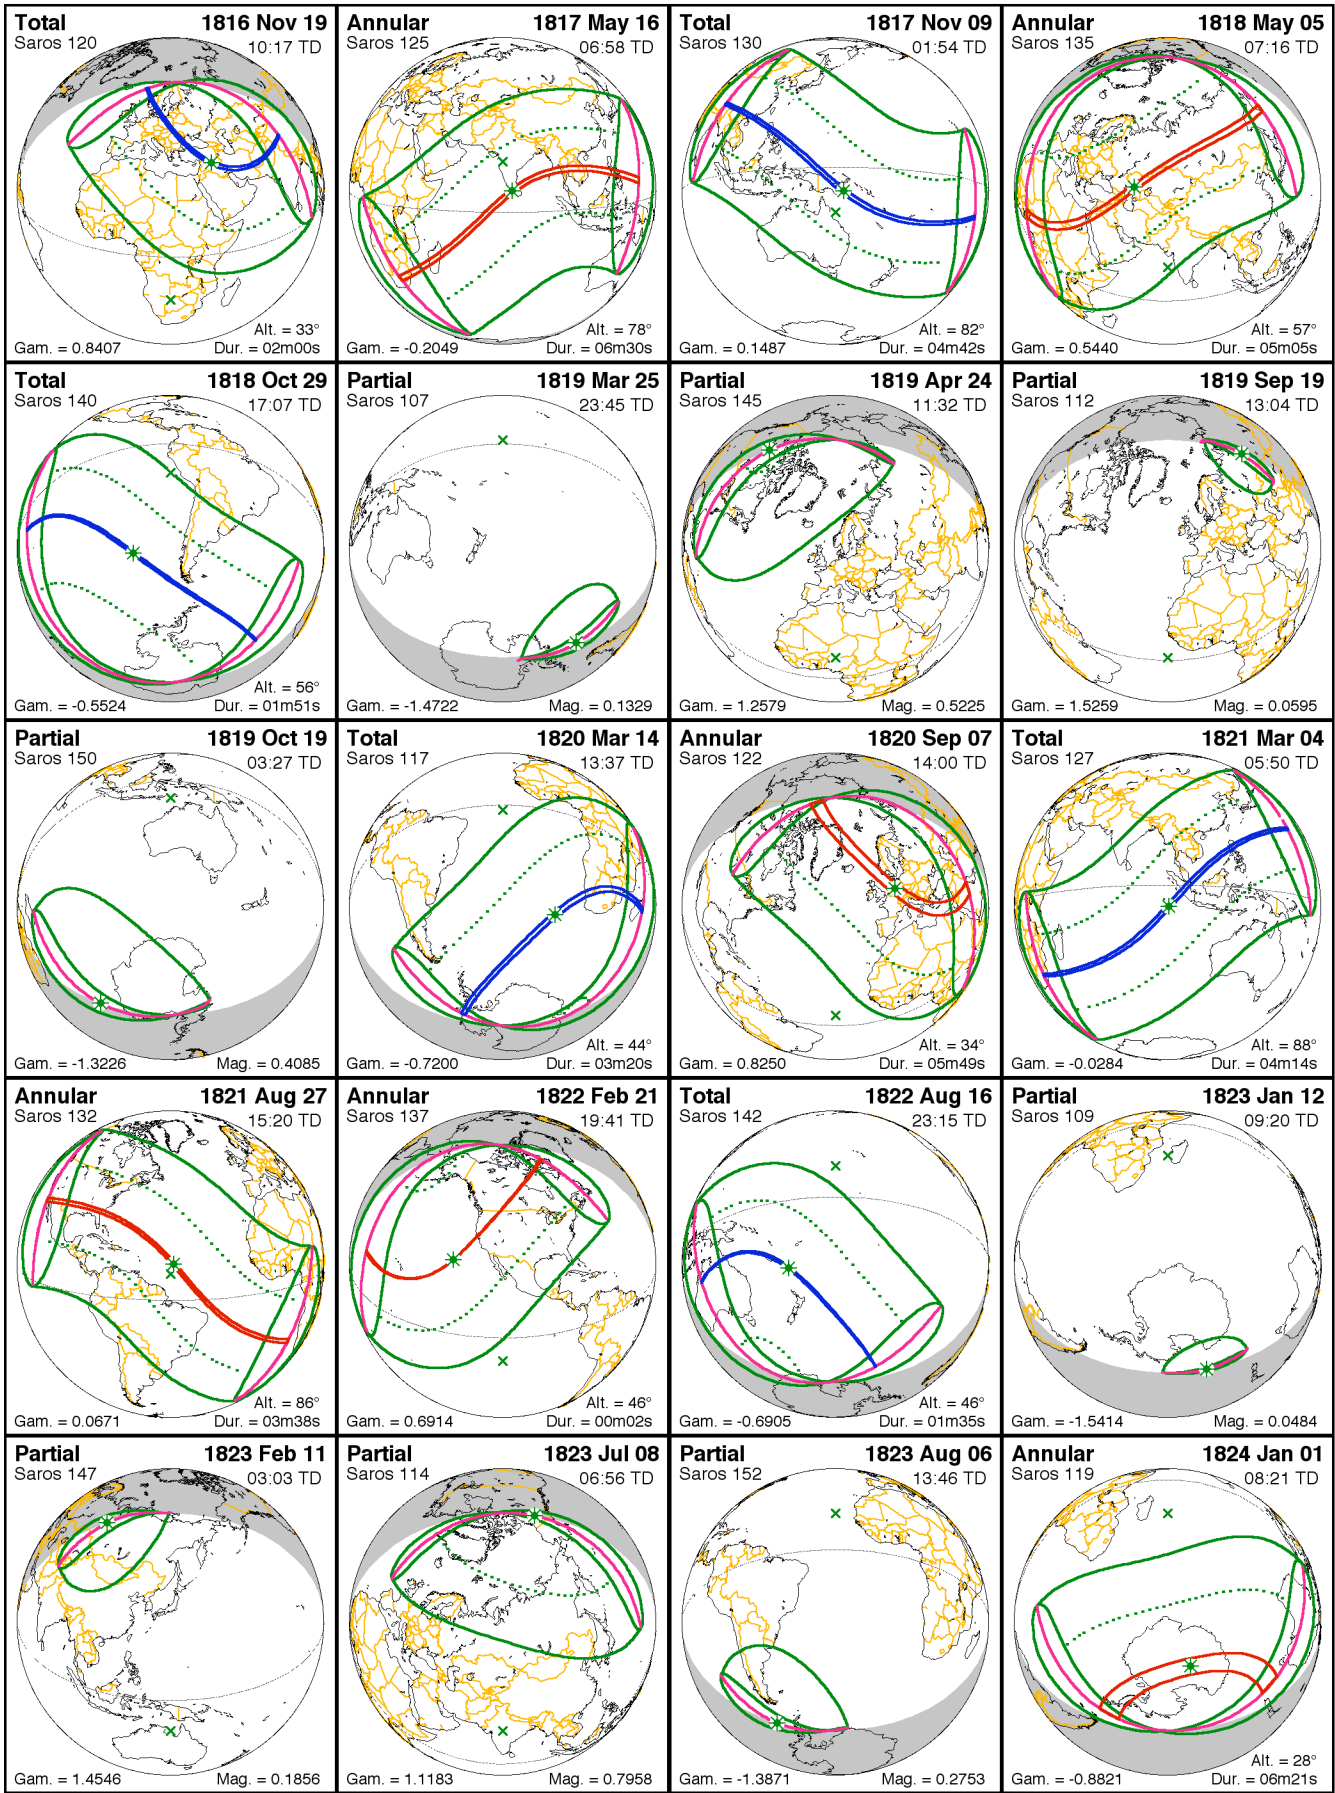 Total 1816 Nov 19
Saros 120 10:17 TD
Alt. = 33°
Gam. = 0.8407 Dur. = 02m00s
Annular 1817 May 16
Saros 125 06:58 TD
Alt. = 78°
Gam. = -0.2049 Dur. = 06m30s
Total 1817 Nov 09
Saros 130 01:54 TD
Alt. = 82°
Gam. = 0.1487 Dur. = 04m42s
Annular 1818 May 05
Saros 135 07:16 TD
Alt. = 57°
Gam. = 0.5440 Dur. = 05m05s
Total 1818 Oct 29
Saros 140 17:07 TD
Alt. = 56°
Gam. = -0.5524 Dur. = 01m51s
Partial 1819 Mar 25
Saros 107 23:45 TD
Gam. = -1.4722 Mag. = 0.1329
Partial 1819 Apr 24
Saros 145 11:32 TD
Gam. = 1.2579 Mag. = 0.5225
Partial 1819 Sep 19
Saros 112 13:04 TD
Gam. = 1.5259 Mag. = 0.0595
Partial 1819 Oct 19
Saros 150 03:27 TD
Gam. = -1.3226 Mag. = 0.4085
Total 1820 Mar 14
Saros 117 13:37 TD
Alt. = 44°
Gam. = -0.7200 Dur. = 03m20s
Annular 1820 Sep 07
Saros 122 14:00 TD
Alt. = 34°
Gam. = 0.8250 Dur. = 05m49s
Total 1821 Mar 04
Saros 127 05:50 TD
Alt. = 88°
Gam. = -0.0284 Dur. = 04m14s
Annular 1821 Aug 27
Saros 132 15:20 TD
Alt. = 86°
Gam. = 0.0671 Dur. = 03m38s
Annular 1822 Feb 21
Saros 137 19:41 TD
Alt. = 46°
Gam. = 0.6914 Dur. = 00m02s
Total 1822 Aug 16
Saros 142 23:15 TD
Alt. = 46°
Gam. = -0.6905 Dur. = 01m35s
Partial 1823 Jan 12
Saros 109 09:20 TD
Gam. = -1.5414 Mag. = 0.0484
Partial 1823 Feb 11
Saros 147 03:03 TD
Gam. = 1.4546 Mag. = 0.1856
Partial 1823 Jul 08
Saros 114 06:56 TD
Gam. = 1.1183 Mag. = 0.7958
Partial 1823 Aug 06
Saros 152 13:46 TD
Gam. = -1.3871 Mag. = 0.2753
Annular 1824 Jan 01
Saros 119 08:21 TD
Alt. = 28°
Gam. = -0.8821 Dur. = 06m21s